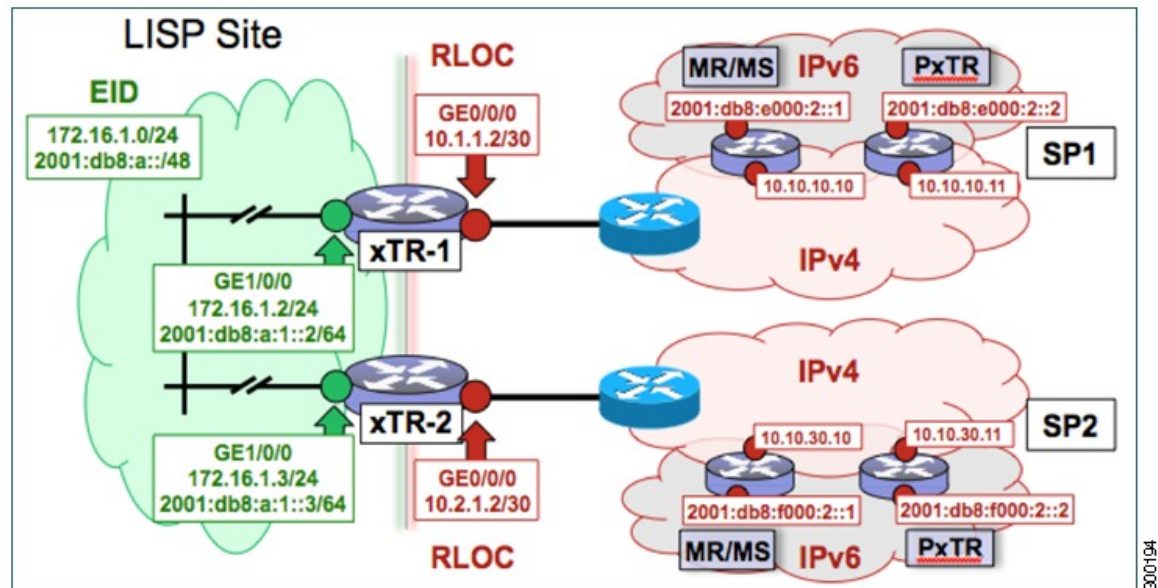 LISP Site
EID
172.16.1.0/24
2001:db8:a::/48
RLOC
GE0/0/0
10.1.1.2/30
xTR-1
GE1/0/0
172.16.1.2/24
2001:db8:a:1::2/64
xTR-2
GE1/0/0
172.16.1.3/24
2001:db8:a:1::3/64
GE0/0/0
10.2.1.2/30
RLOC
MR/MS
IPv6
PxTR
2001:db8:e000:2::1
2001:db8:e000:2::2
SP1
10.10.10.10
10.10.10.11
IPv4
IPv4
SP2
10.10.30.10
10.10.30.11
2001:db8:f000:2::1
2001:db8:f000:2::2
MR/MS
IPv6
PxTR
300194